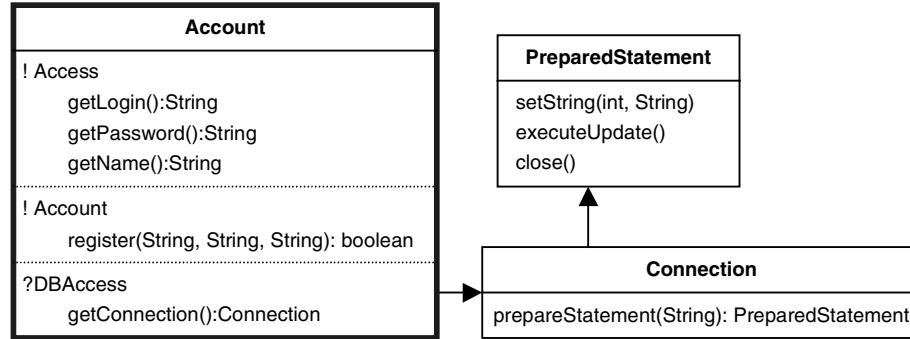 Account
! Access
getLogin():String
getPassword():String
getName():String
! Account
register(String, String, String): boolean
?DBAccess
getConnection():Connection
PreparedStatement
setString(int, String)
executeUpdate()
close()
Connection
prepareStatement(String): PreparedStatement